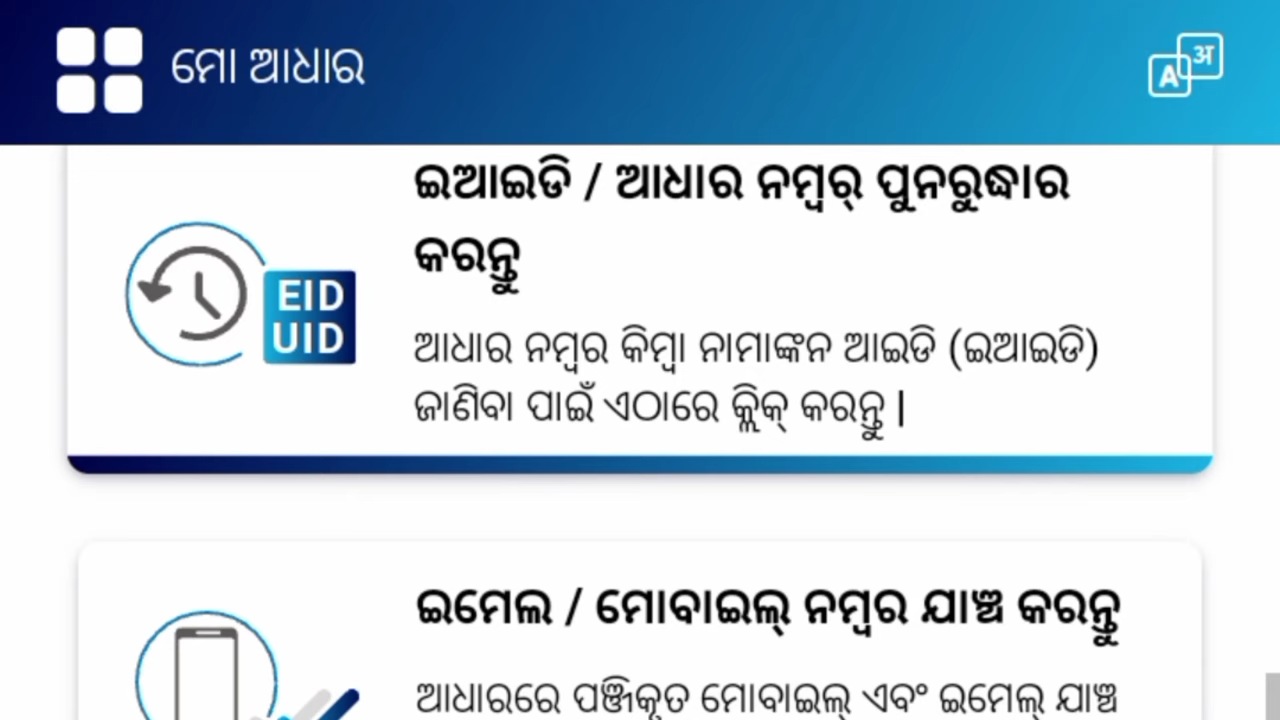 ମୋ ଆଧାର
A अ
ଇଆଇଡି / ଆଧାର ନମ୍ବର୍ ପୁନରୁଦ୍ଧାର
କରନ୍ତୁ
EID
UID
ଆଧାର ନମ୍ବର କିମ୍ବା ନାମାଙ୍କନ ଆଇଡି (ଇଆଇଡି)
ଜାଣିବା ପାଇଁ ଏଠାରେ କ୍ଲିକ୍ କରନ୍ତୁ |
ଇମେଲ / ମୋବାଇଲ୍ ନମ୍ବର ଯାଞ୍ଚ କରନ୍ତୁ
ଆଧାରରେ ପଞ୍ଜିକୃତ ମୋବାଇଲ୍ ଏବଂ ଇମେଲ୍ ଯାଞ୍ଚ